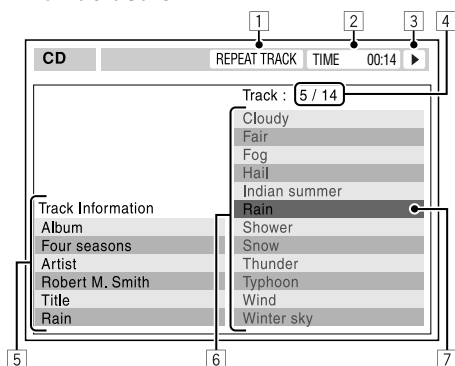 1 2 3 4
CD REPEAT TRACK TIME 00:14
Track : 5 / 14
Cloudy
Fair
Fog
Hail
Indian summer
Rain
Shower
Snow
Thunder
Typhoon
Wind
Winter sky
Track Information
Album
Four seasons
Artist
Robert M. Smith
Title
Rain
5 6 7